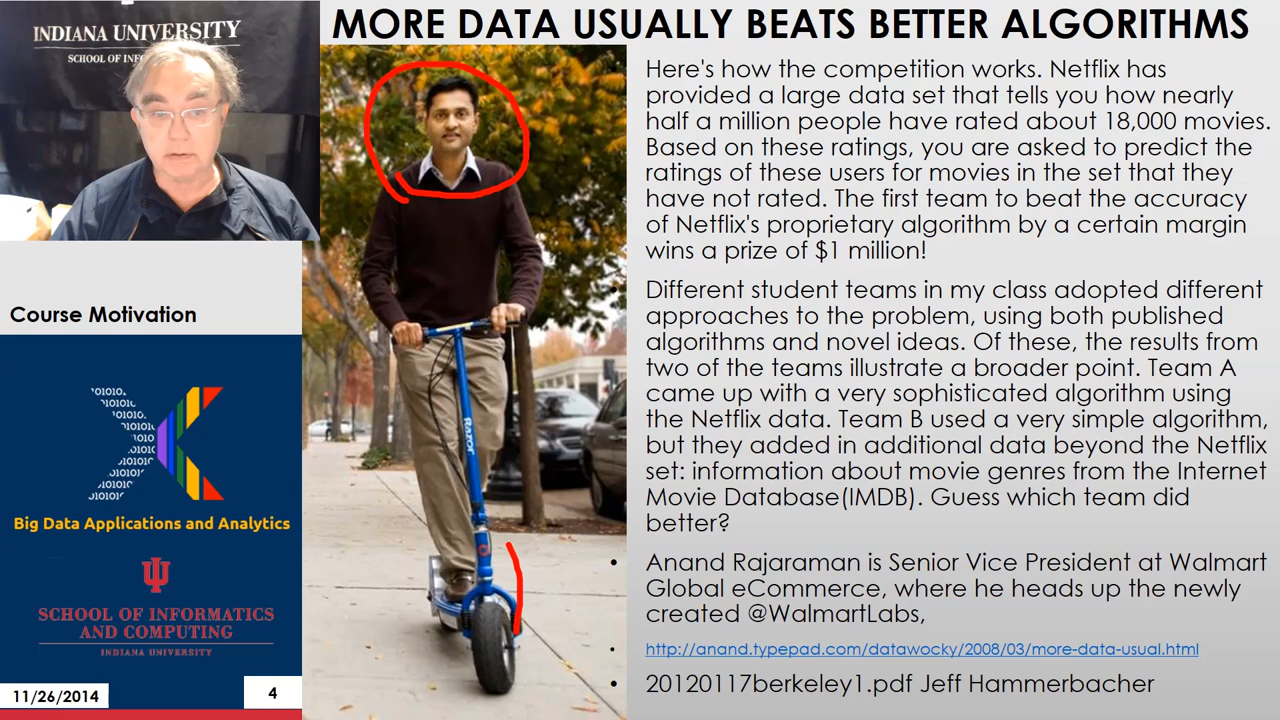 INDIANA UNIVERSITY
SCHOOL OF INF
MORE DATA USUALLY BEATS BETTER ALGORITHMS
Here's how the competition works. Netflix has
provided a large data set that tells you how nearly
half a million people have rated about 18,000 movies.
Based on these ratings, you are asked to predict the
ratings of these users for movies in the set that they
have not rated. The first team to beat the accuracy
of Netflix's proprietary algorithm by a certain margin
wins a prize of $1 million!
Different student teams in my class adopted different
approaches to the problem, using both published
algorithms and novel ideas. Of these, the results from
two of the teams illustrate a broader point. Team A
came up with a very sophisticated algorithm using
the Netflix data. Team B used a very simple algorithm,
but they added in additional data beyond the Netflix
set: information about movie genres from the Internet
Movie Database(IMDB). Guess which team did
better?
• Anand Rajaraman is Senior Vice President at Walmart
Global eCommerce, where he heads up the newly
created @WalmartLabs,
• http://anand.typepad.com/datawocky/2008/03/more-data-usual.html
• 20120117berkeley1.pdf Jeff Hammerbacher
RAZOR
Course Motivation
Big Data Applications and Analytics
SCHOOL OF INFORMATICS
AND COMPUTING
INDIANA UNIVERSITY
11/26/2014
4